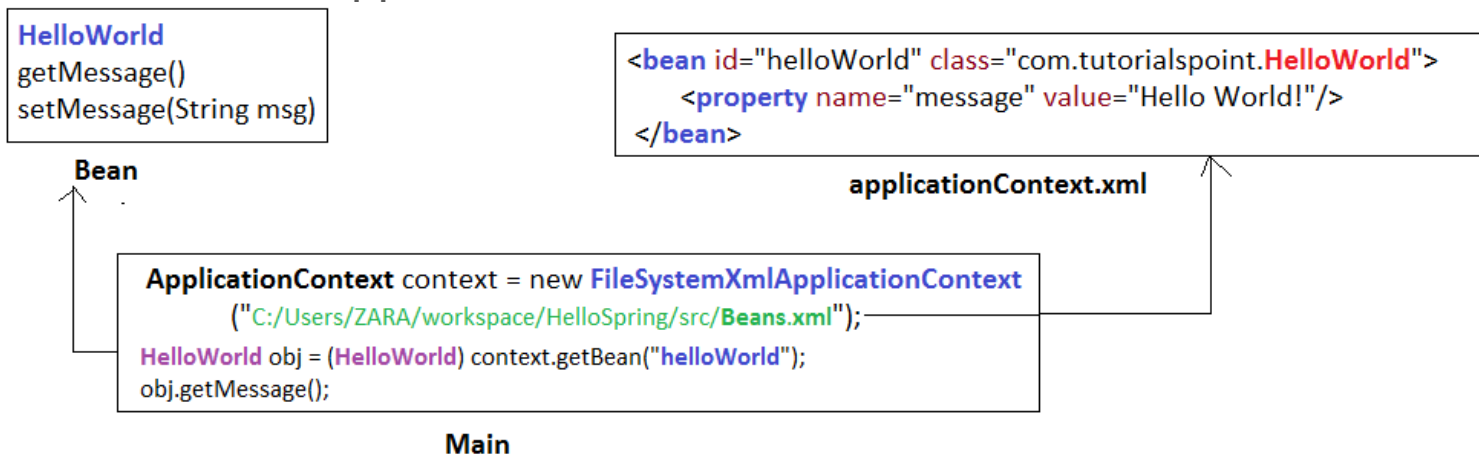 HelloWorld
getMessage()
setMessage(String msg)
Bean
<bean id="helloWorld" class="com.tutorialspoint.HelloWorld">
<property name="message" value="Hello World!"/>
</bean>
applicationContext.xml
ApplicationContext context = new FileSystemXmlApplicationContext
("C:/Users/ZARA/workspace/HelloSpring/src/Beans.xml");
HelloWorld obj = (HelloWorld) context.getBean("helloWorld");
obj.getMessage();
Main